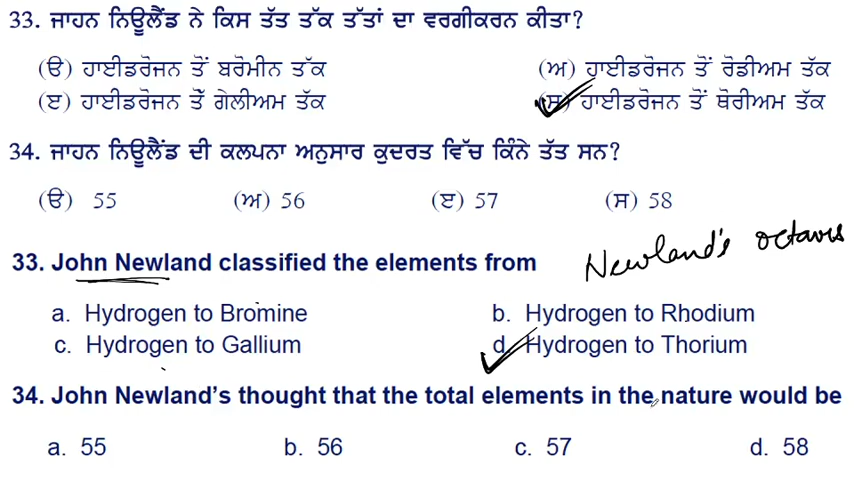 33. ਜਾਹਨ ਨਿਊਲੈਂਡ ਨੇ ਕਿਸ ਤੱਤ ਤੱਕ ਤੱਤਾਂ ਦਾ ਵਰਗੀਕਰਨ ਕੀਤਾ?
(ੳ) ਹਾਈਡਰੋਜਨ ਤੋਂ ਬਰੋਮੀਨ ਤੱਕ (ਅ) ਹਾਈਡਰੋਜਨ ਤੋਂ ਰੋਡੀਅਮ ਤੱਕ
(ੲ) ਹਾਈਡਰੋਜਨ ਤੋਂ ਗੇਲੀਅਮ ਤੱਕ (ਸ) ਹਾਈਡਰੋਜਨ ਤੋਂ ਥੋਰੀਅਮ ਤੱਕ
34. ਜਾਹਨ ਨਿਊਲੈਂਡ ਦੀ ਕਲਪਨਾ ਅਨੁਸਾਰ ਕੁਦਰਤ ਵਿੱਚ ਕਿੰਨੇ ਤੱਤ ਸਨ?
(ੳ) 55 (ਅ) 56 (ੲ) 57 (ਸ) 58
Newland's octaves
33. John Newland classified the elements from
a. Hydrogen to Bromine b. Hydrogen to Rhodium
c. Hydrogen to Gallium d. Hydrogen to Thorium
34. John Newland's thought that the total elements in the nature would be
a. 55 b. 56 c. 57 d. 58